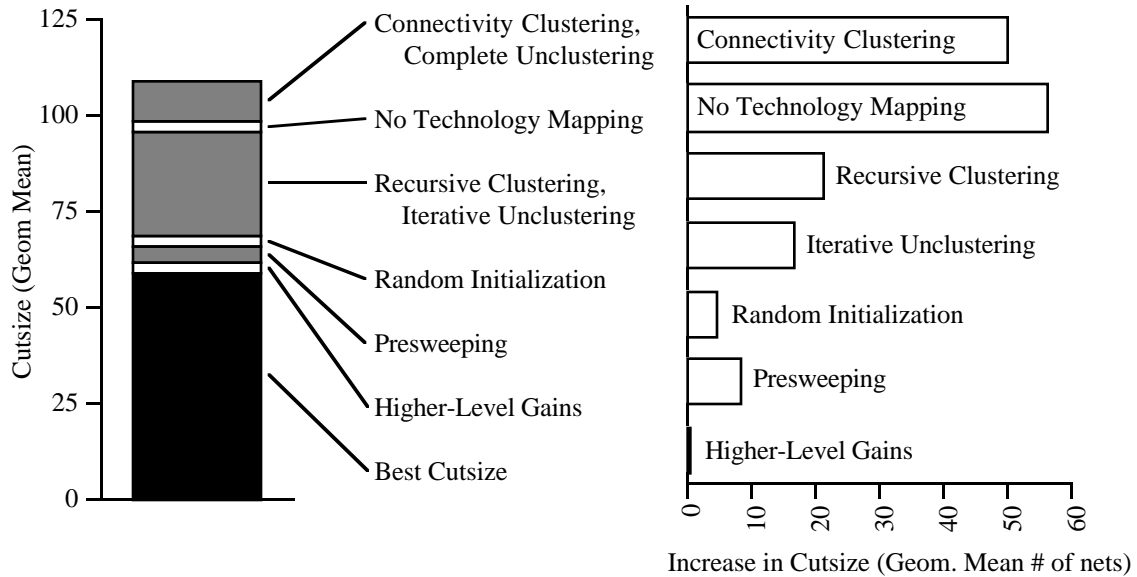 Cutsize (Geom Mean)
125
100
75
50
25
0
Connectivity Clustering,
Complete Unclustering
No Technology Mapping
Recursive Clustering,
Iterative Unclustering
Random Initialization
Presweeping
Higher-Level Gains
Best Cutsize
Connectivity Clustering
No Technology Mapping
Recursive Clustering
Iterative Unclustering
Random Initialization
Presweeping
Higher-Level Gains
0 10 20 30 40 50 60
Increase in Cutsize (Geom. Mean # of nets)